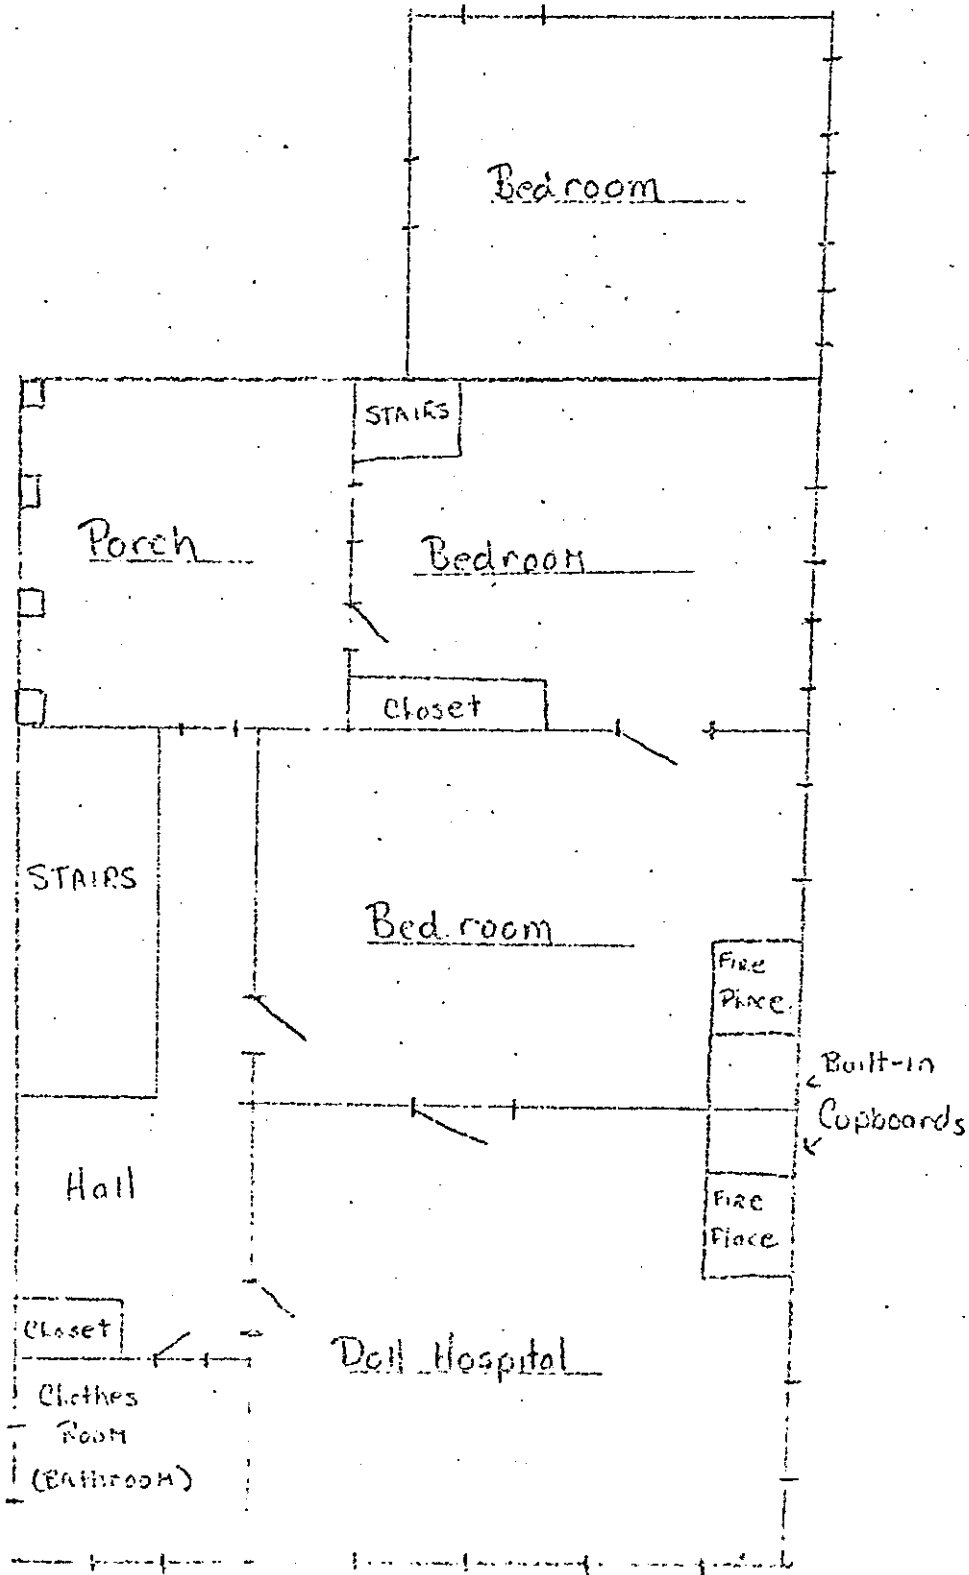 Bedroom
STAIRS
Porch
Bedroom
Closet
STAIRS
Bedroom
Fire
Place
Built-in
Cupboards
Hall
Fire
Place
Closet
Doll Hospital
Clothes
Room
(Bathroom)